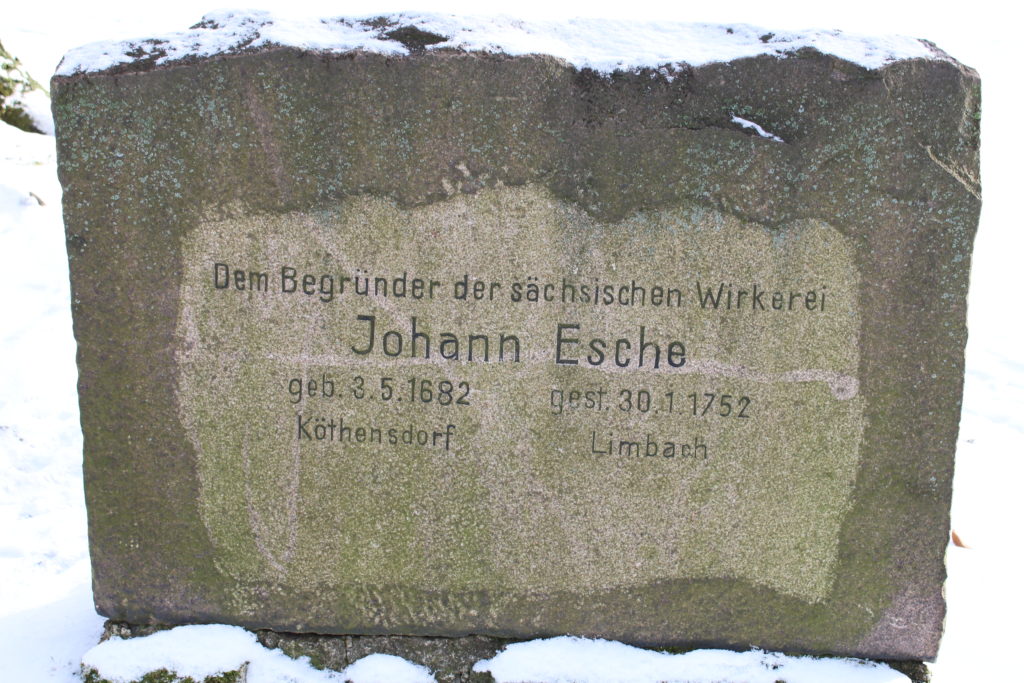 Dem Begründer der sächsischen Wirkerei
Johann Esche
geb. 3.5.1682 gest. 30.1.1752
Köthensdorf Limbach